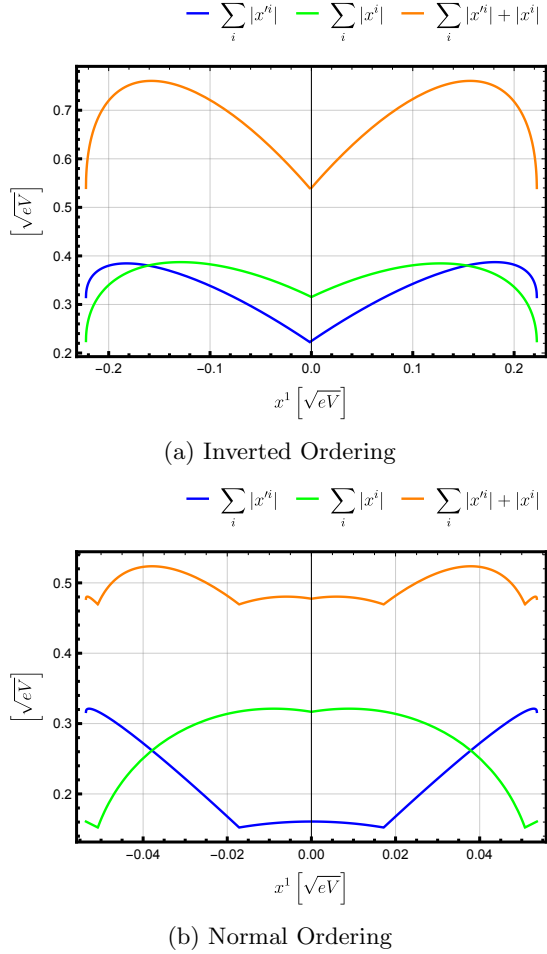 ∑_i |x'^i| ∑_i |x^i| ∑_i |x'^i| + |x^i|
[√eV]
0.7
0.6
0.5
0.4
0.3
0.2
−0.2 −0.1 0.0 0.1 0.2
x^1 [√eV]
(a) Inverted Ordering
∑_i |x'^i| ∑_i |x^i| ∑_i |x'^i| + |x^i|
[√eV]
0.5
0.4
0.3
0.2
−0.04 −0.02 0.00 0.02 0.04
x^1 [√eV]
(b) Normal Ordering